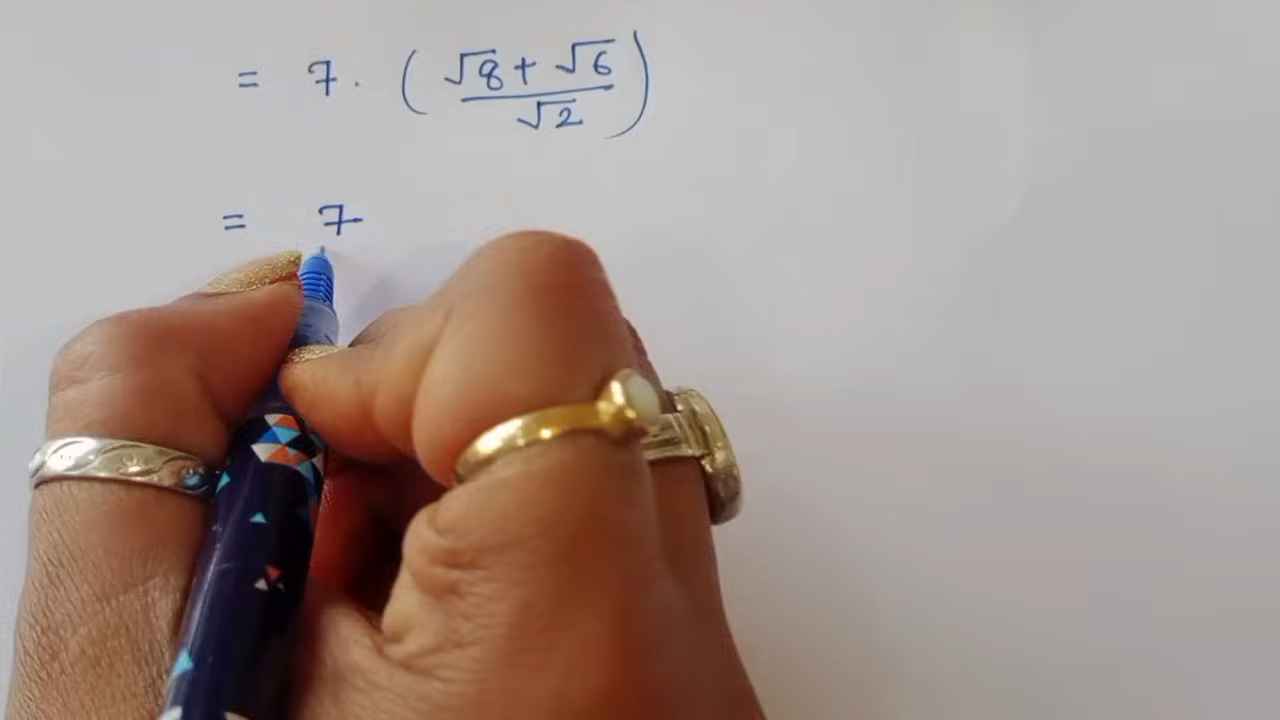 = 7 · ( (√8 + √6) / √2 )
= 7